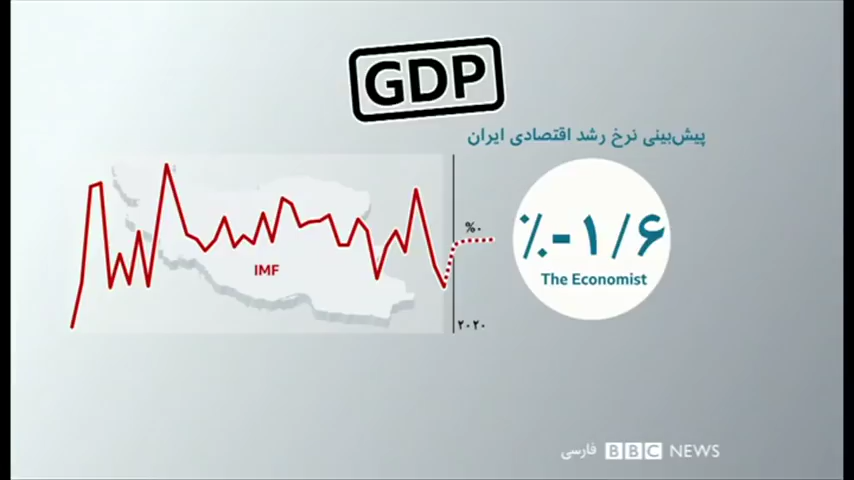 GDP
پیش‌بینی نرخ رشد اقتصادی ایران
%۰
IMF
۲۰۲۰
%-۱/۶
The Economist
BBC NEWS فارسی